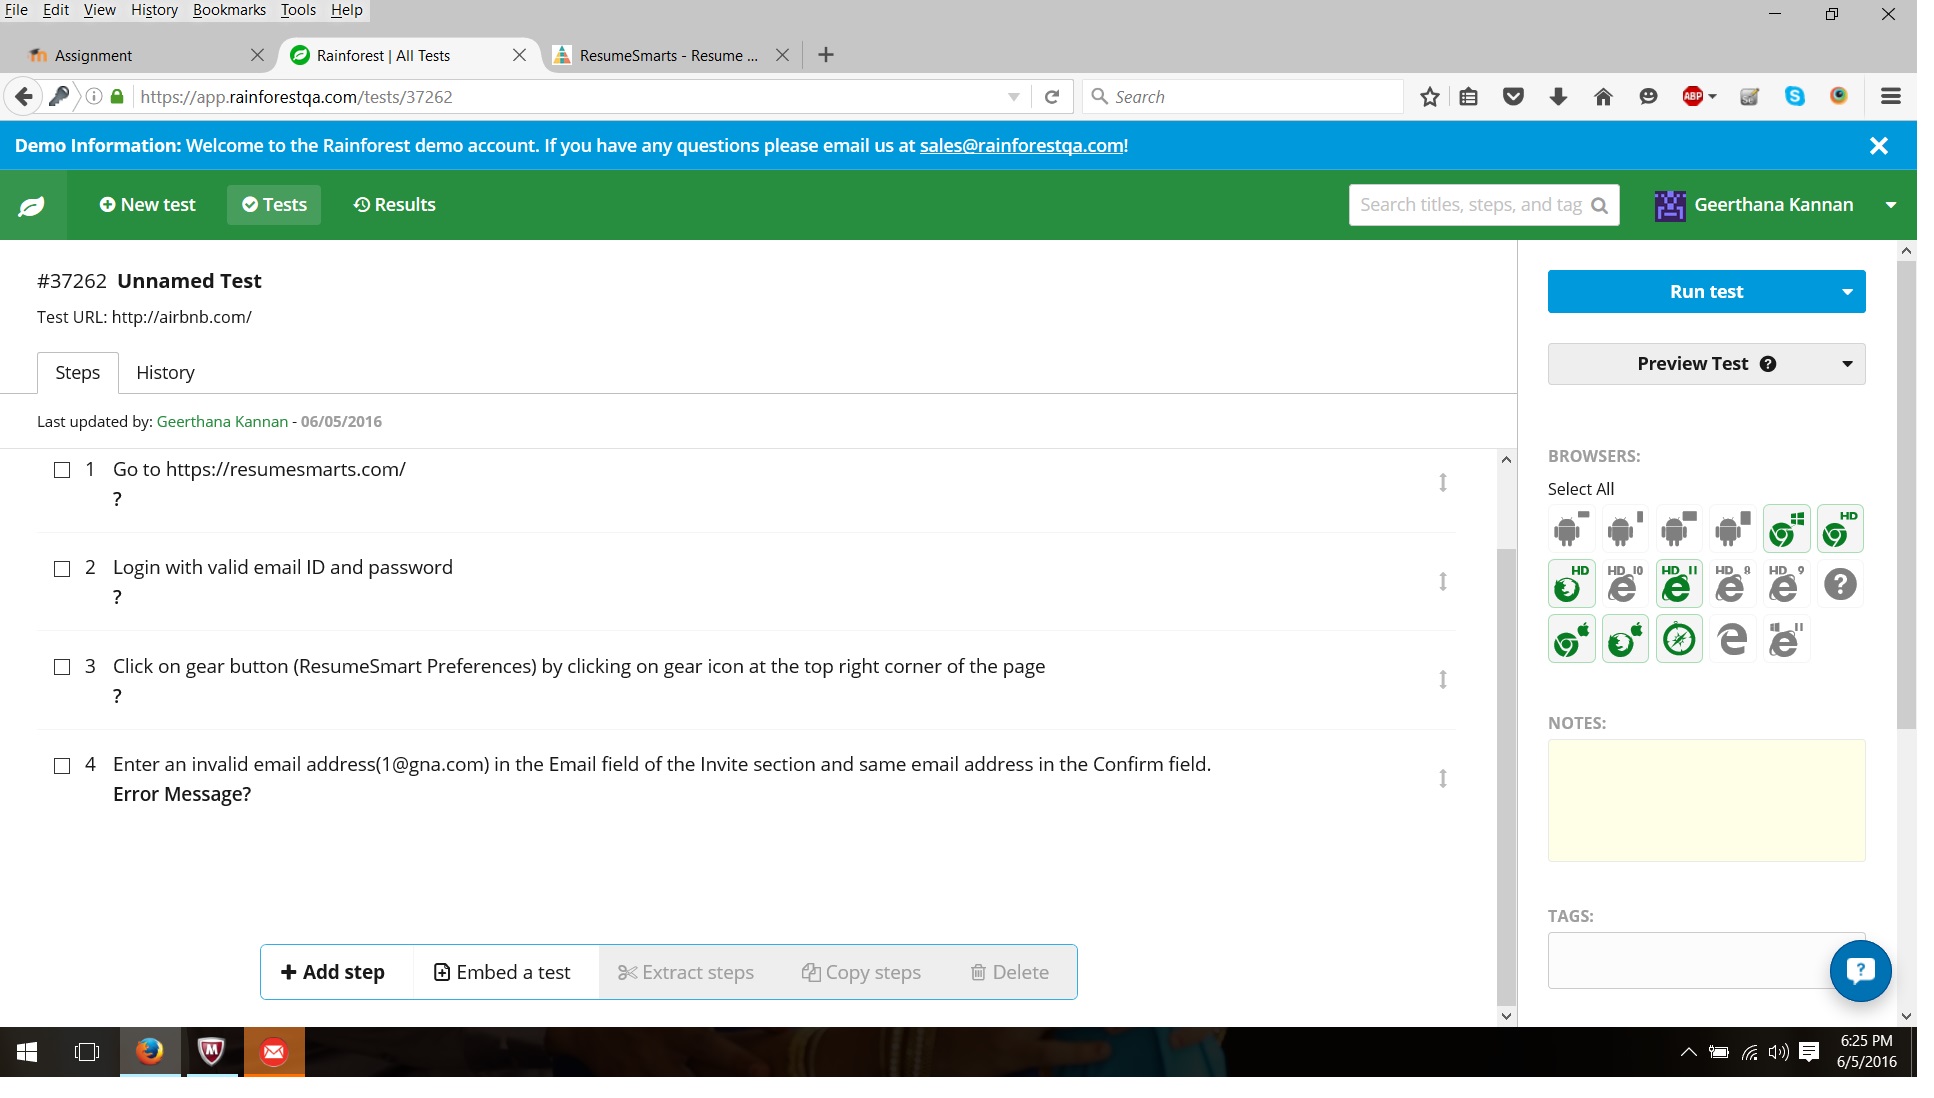 File Edit View History Bookmarks Tools Help
Assignment
Rainforest | All Tests
ResumeSmarts - Resume ...
https://app.rainforestqa.com/tests/37262
Search
ABP
Demo Information: Welcome to the Rainforest demo account. If you have any questions please email us at sales@rainforestqa.com!
New test Tests Results
Search titles, steps, and tag
Geerthana Kannan
#37262 Unnamed Test
Test URL: http://airbnb.com/
Steps History
Last updated by: Geerthana Kannan - 06/05/2016
1 Go to https://resumesmarts.com/
?
2 Login with valid email ID and password
?
3 Click on gear button (ResumeSmart Preferences) by clicking on gear icon at the top right corner of the page
?
4 Enter an invalid email address(1@gna.com) in the Email field of the Invite section and same email address in the Confirm field.
Error Message?
Add step Embed a test Extract steps Copy steps Delete
Run test
Preview Test ?
BROWSERS:
Select All
HD
HD HD 10 HD 11 HD 8 HD 9 ?
11
NOTES:
TAGS:
?
6:25 PM
6/5/2016